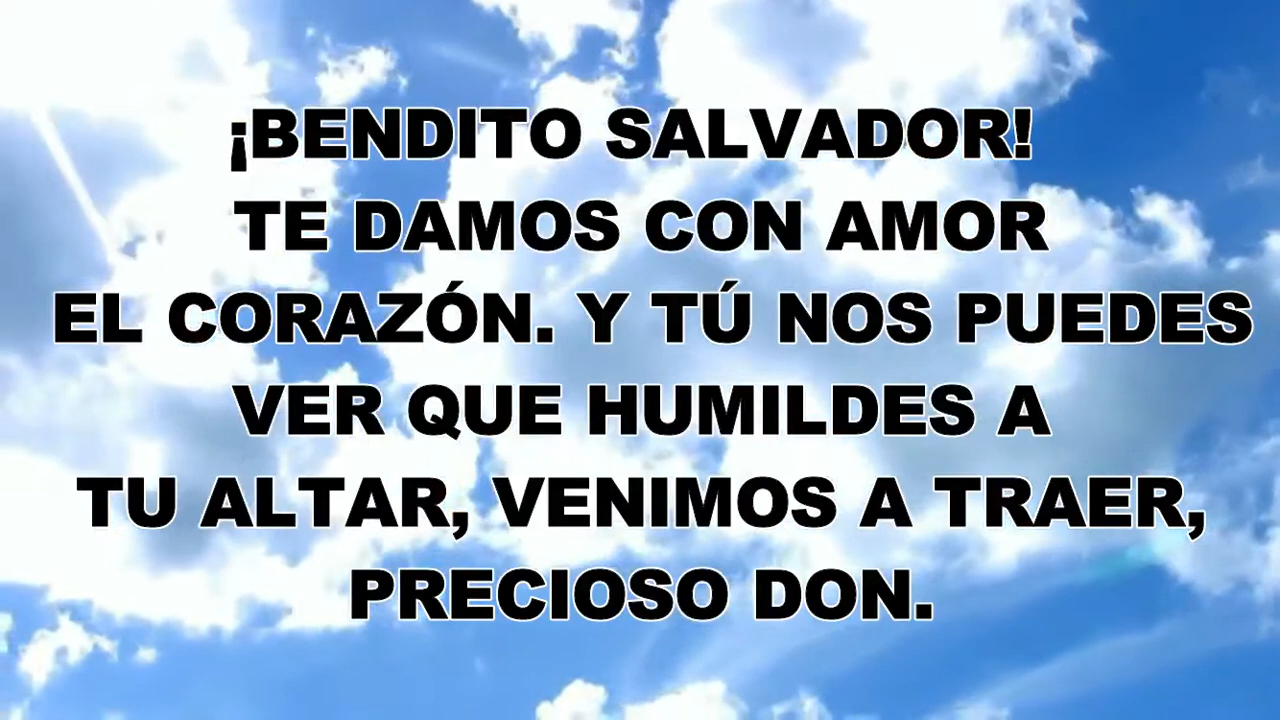 ¡BENDITO SALVADOR!
TE DAMOS CON AMOR
EL CORAZÓN. Y TÚ NOS PUEDES
VER QUE HUMILDES A
TU ALTAR, VENIMOS A TRAER,
PRECIOSO DON.